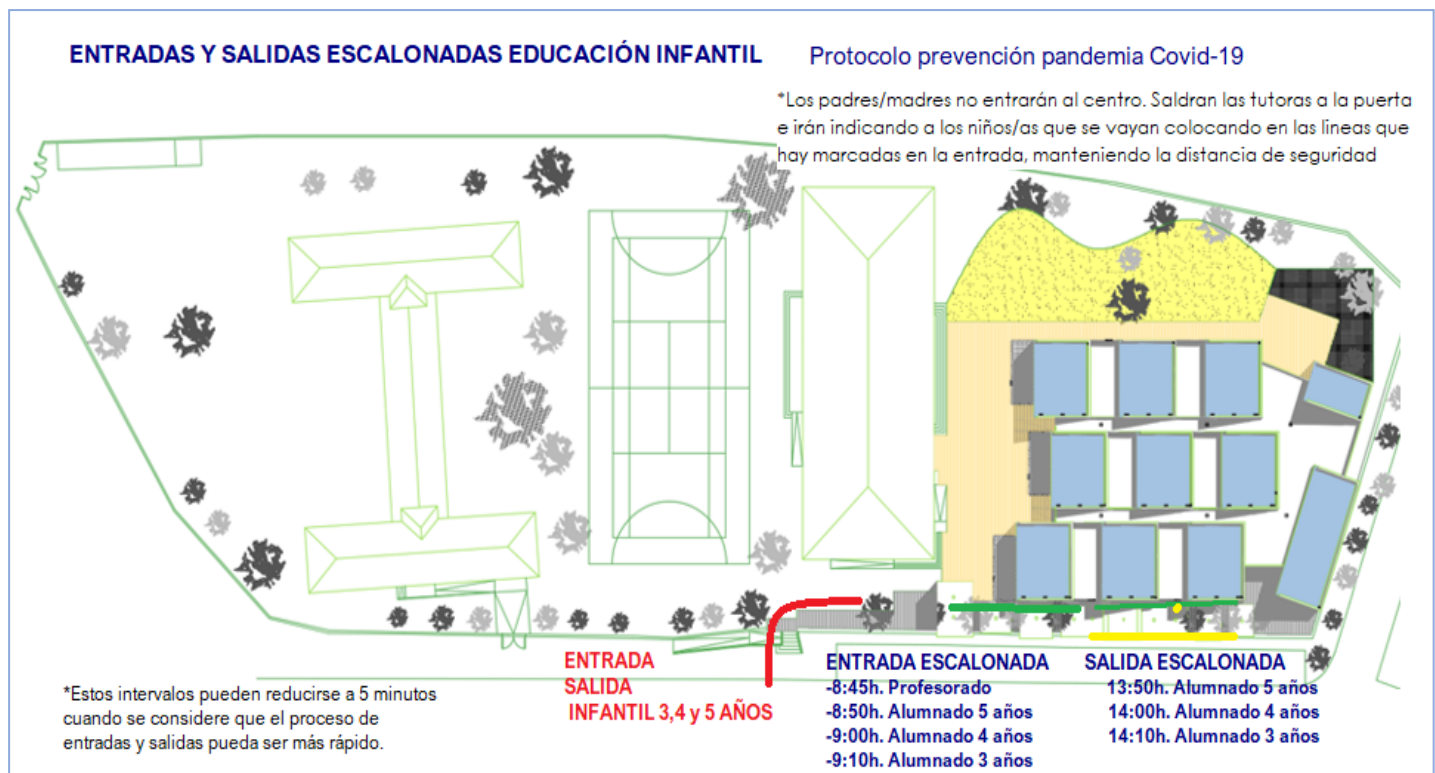 ENTRADAS Y SALIDAS ESCALONADAS EDUCACIÓN INFANTIL
Protocolo prevención pandemia Covid-19
*Los padres/madres no entrarán al centro. Saldran las tutoras a la puerta
e irán indicando a los niños/as que se vayan colocando en las lineas que
hay marcadas en la entrada, manteniendo la distancia de seguridad
*Estos intervalos pueden reducirse a 5 minutos
cuando se considere que el proceso de
entradas y salidas pueda ser más rápido.
ENTRADA
SALIDA
INFANTIL 3,4 y 5 AÑOS
ENTRADA ESCALONADA
-8:45h. Profesorado
-8:50h. Alumnado 5 años
-9:00h. Alumnado 4 años
-9:10h. Alumnado 3 años
SALIDA ESCALONADA
13:50h. Alumnado 5 años
14:00h. Alumnado 4 años
14:10h. Alumnado 3 años